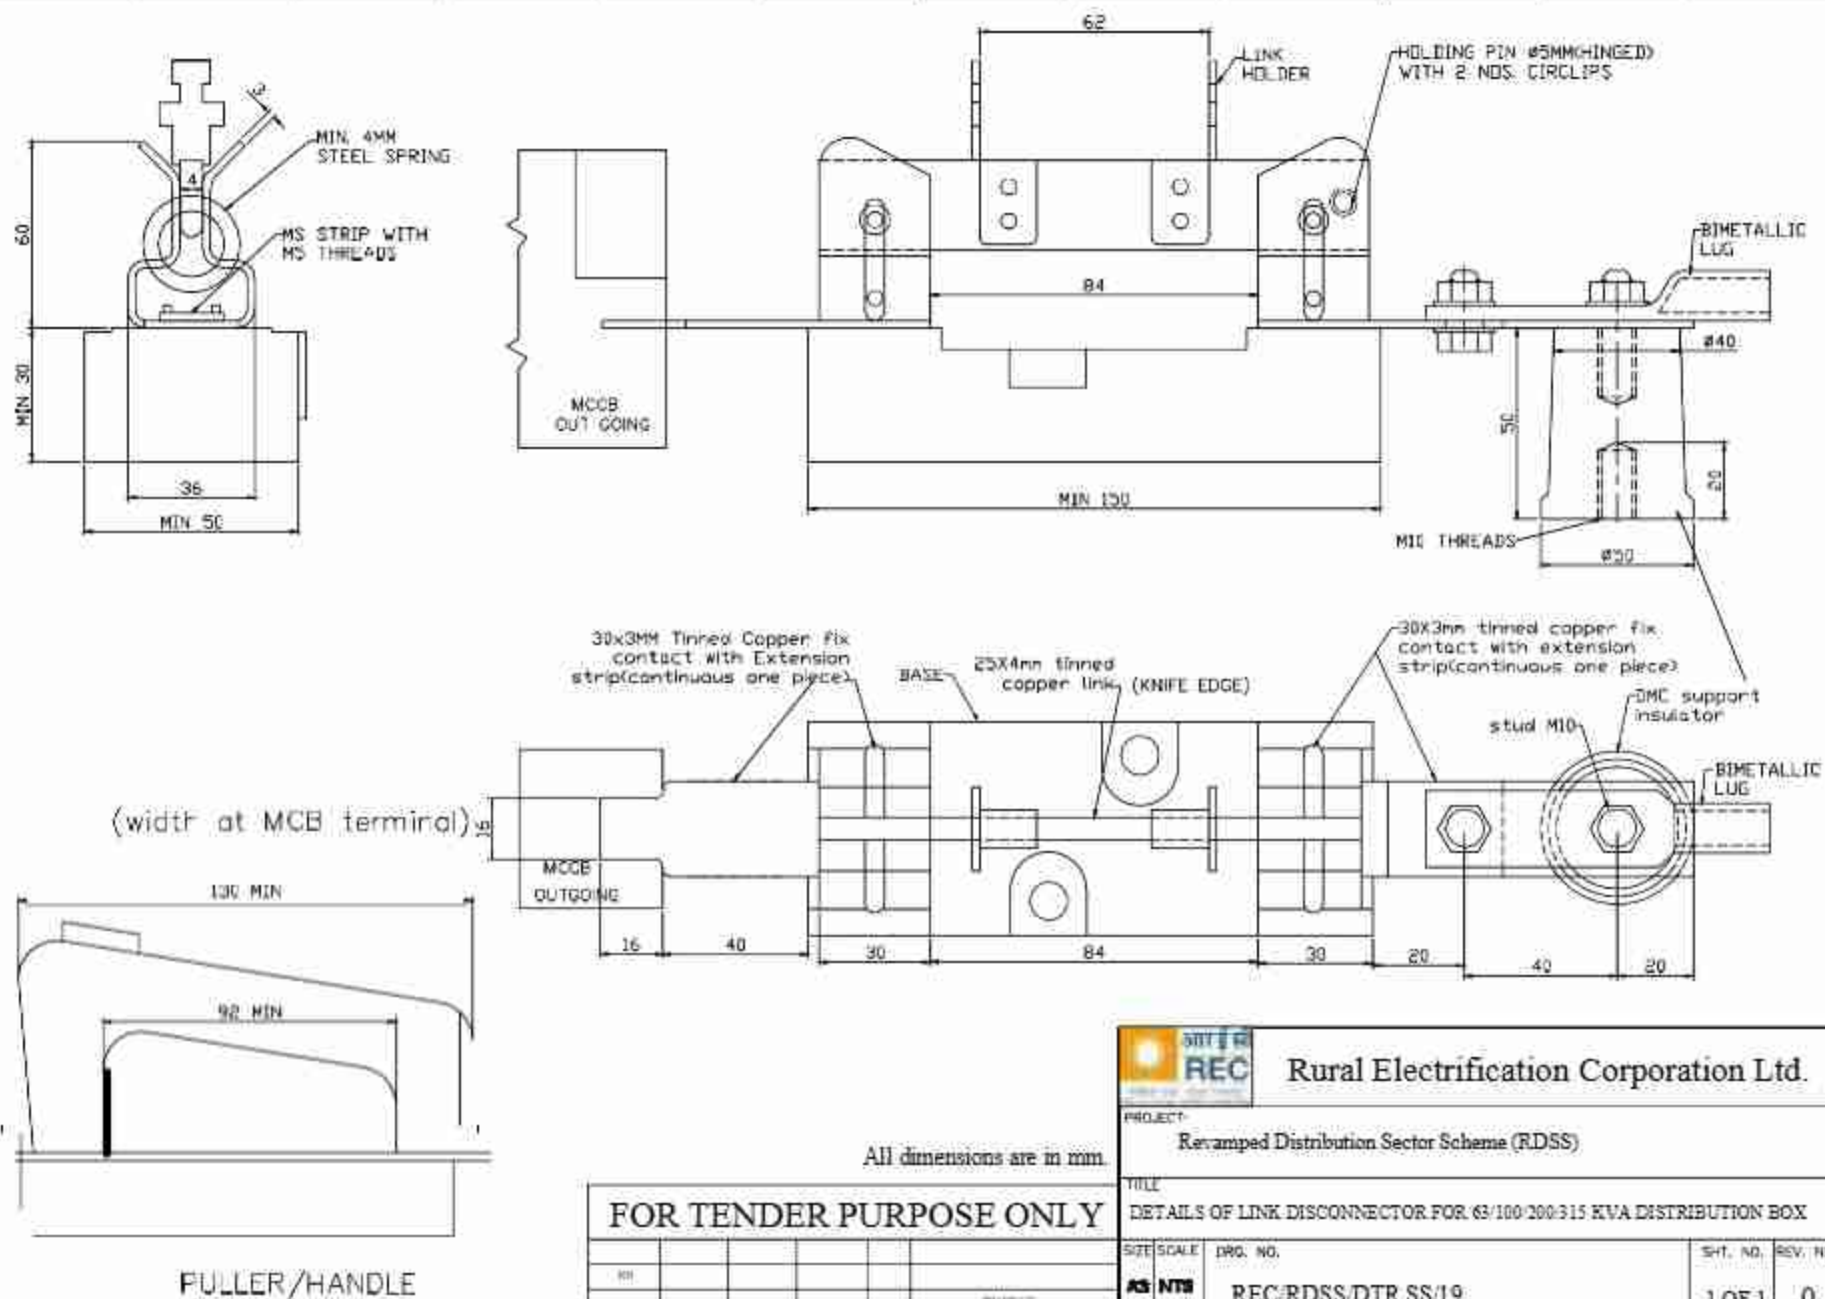 62
LINK
HOLDER
HOLDING PIN ø5MM(HINGED)
WITH 2 NOS. CIRCLIPS
3
MIN. 4MM
STEEL SPRING
4
60
MS STRIP WITH
M5 THREADS
BIMETALLIC
LUG
84
ø40
MIN 30
MCCB
OUT GOING
50
20
36
MIN 50
MIN 150
M10 THREADS
ø50
30x3MM Tinned Copper fix
contact with Extension
strip(continuous one piece)
BASE
25X4mm tinned
copper link (KNIFE EDGE)
30X3mm tinned copper fix
contact with extension
strip(continuous one piece)
DMC support
insulator
stud M10
BIMETALLIC
LUG
(width at MCB terminal)
16
MCCB
OUTGOING
16
40
30
84
30
20
40
20
130 MIN
92 MIN
PULLER/HANDLE
All dimensions are in mm.
FOR TENDER PURPOSE ONLY
REC
Rural Electrification Corporation Ltd.
PROJECT:
Revamped Distribution Sector Scheme (RDSS)
TITLE
DETAILS OF LINK DISCONNECTOR FOR 63/100/200/315 KVA DISTRIBUTION BOX
SIZE SCALE DRG. NO. SHT. NO. REV. N
A3 NTS REC/RDSS/DTR SS/19 1 OF 1 0